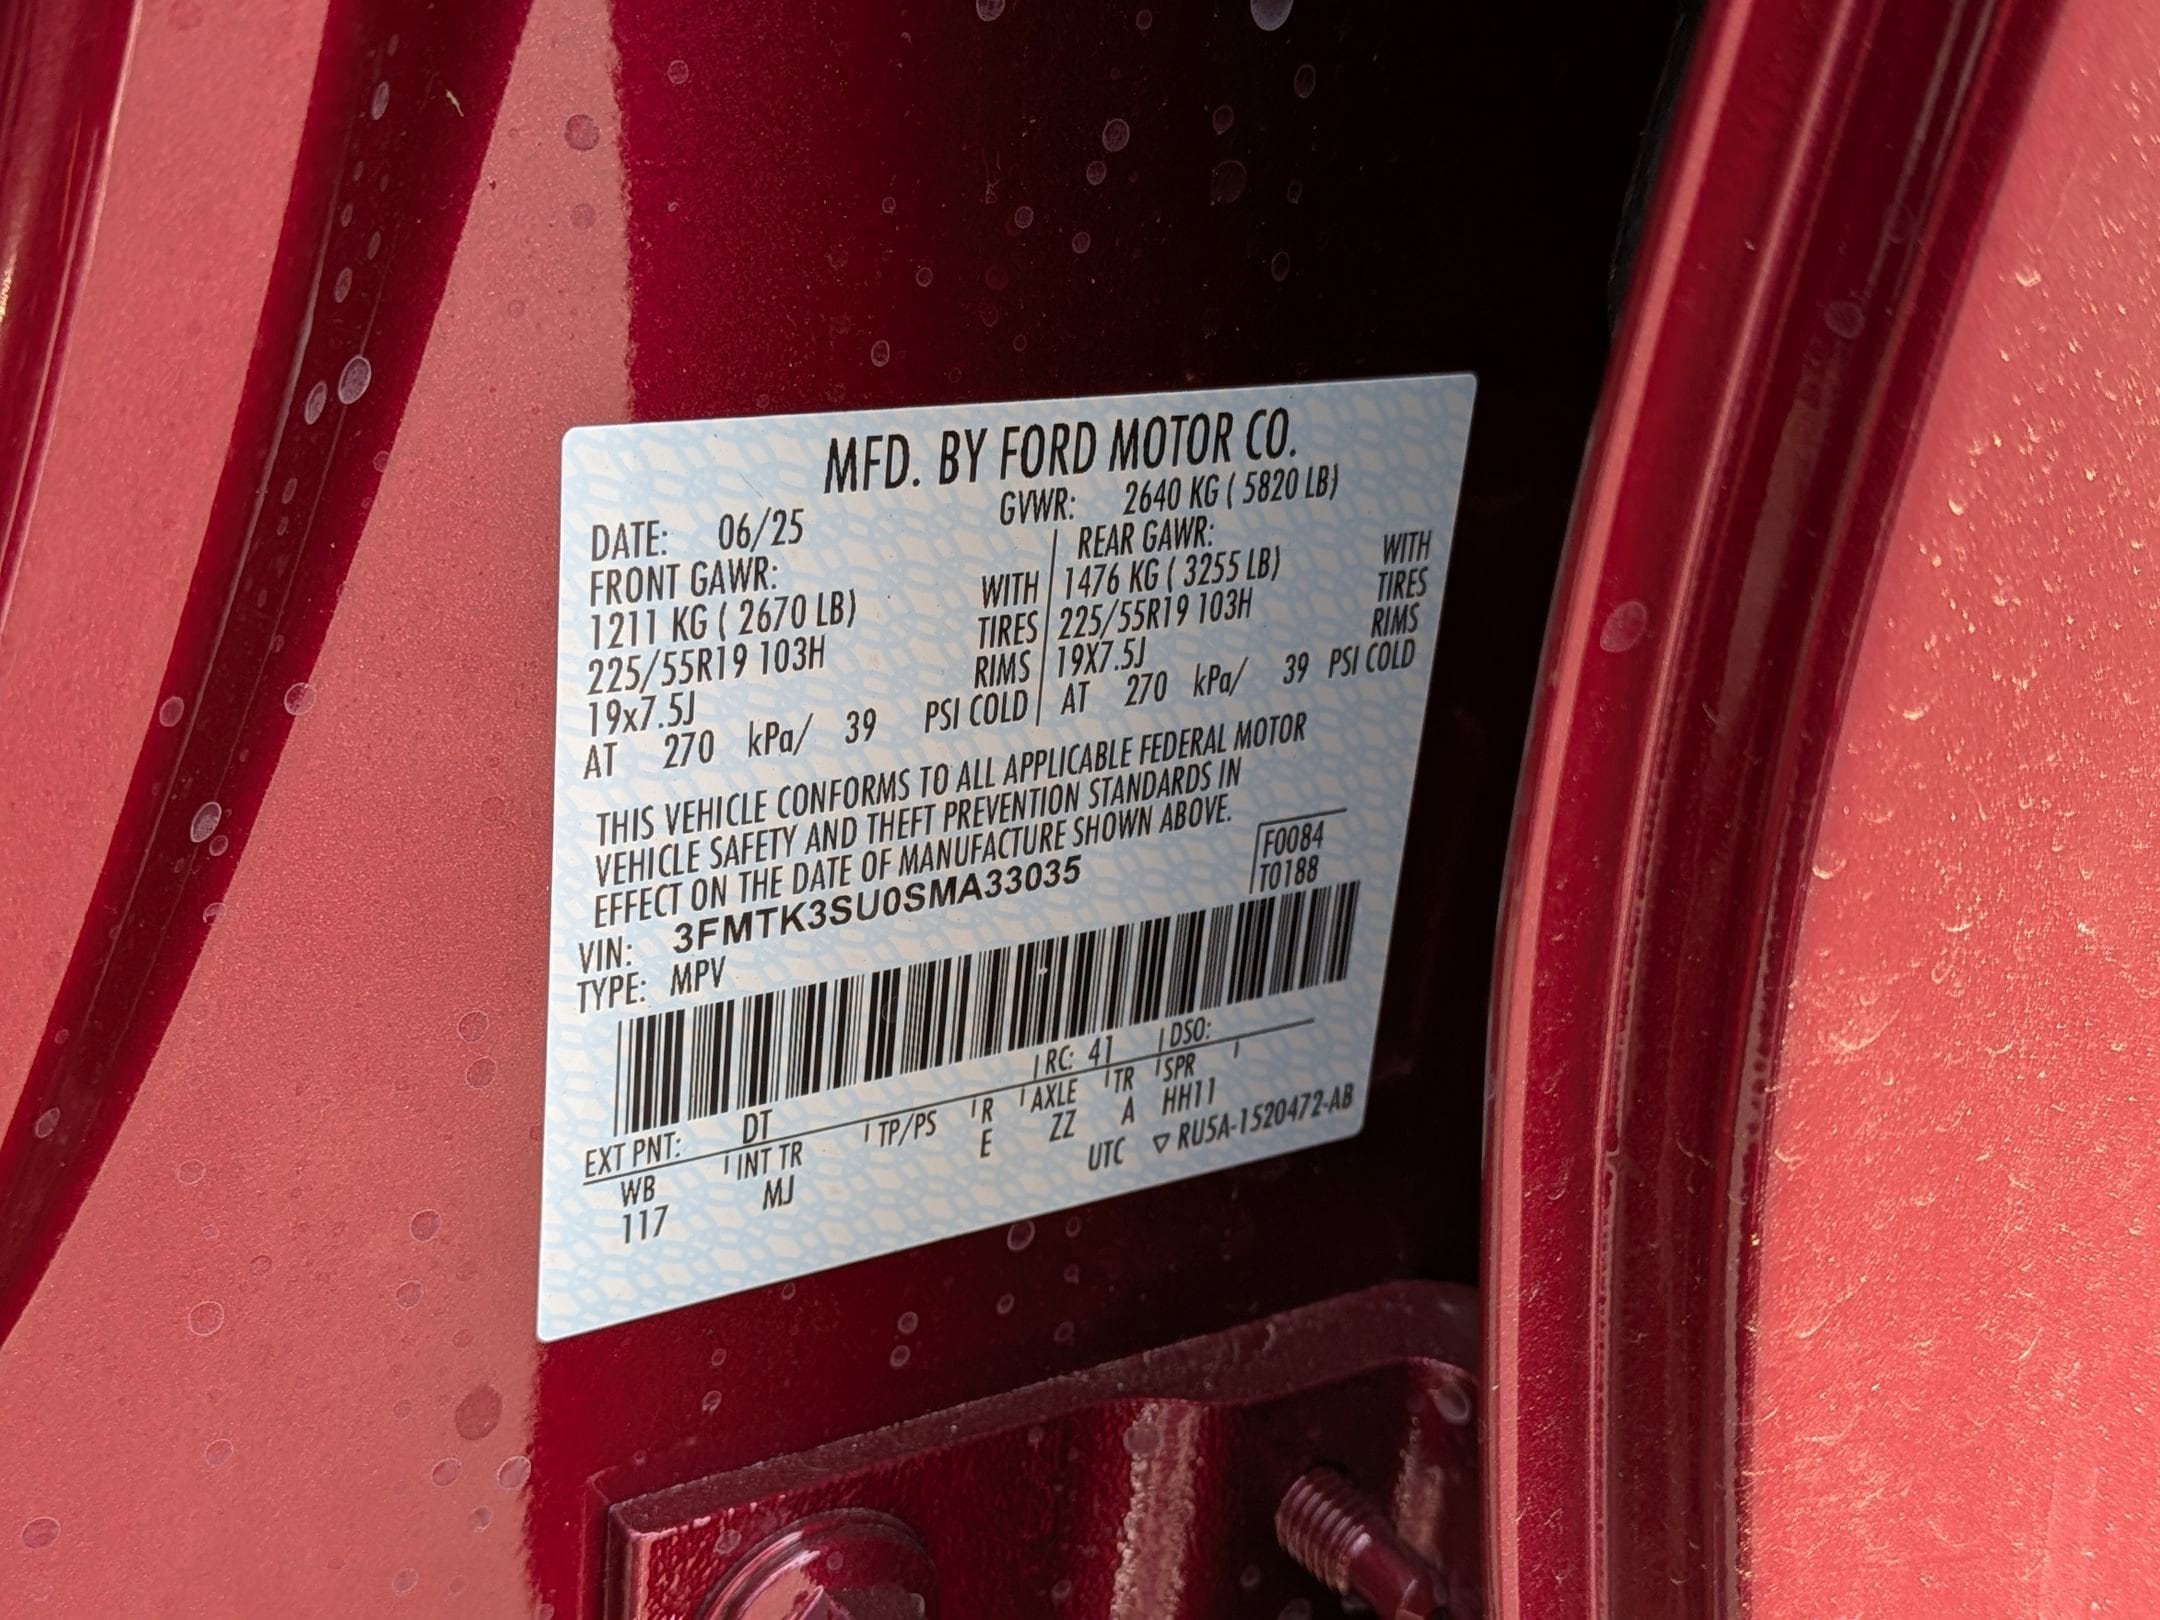 MFD. BY FORD MOTOR CO.
DATE: 06/25 GVWR: 2640 KG ( 5820 LB)
FRONT GAWR: REAR GAWR:
1211 KG ( 2670 LB) WITH 1476 KG ( 3255 LB) WITH
225/55R19 103H TIRES 225/55R19 103H TIRES
19x7.5J RIMS 19X7.5J RIMS
AT 270 kPa/ 39 PSI COLD AT 270 kPa/ 39 PSI COLD
THIS VEHICLE CONFORMS TO ALL APPLICABLE FEDERAL MOTOR
VEHICLE SAFETY AND THEFT PREVENTION STANDARDS IN
EFFECT ON THE DATE OF MANUFACTURE SHOWN ABOVE.
F0084
T0188
VIN: 3FMTK3SU0SMA33035
TYPE: MPV
EXT PNT: DT RC: 41 DSO:
WB INT TR TP/PS R AXLE TR SPR
117 MJ E ZZ A HH11
UTC ▽ RU5A-1520472-AB